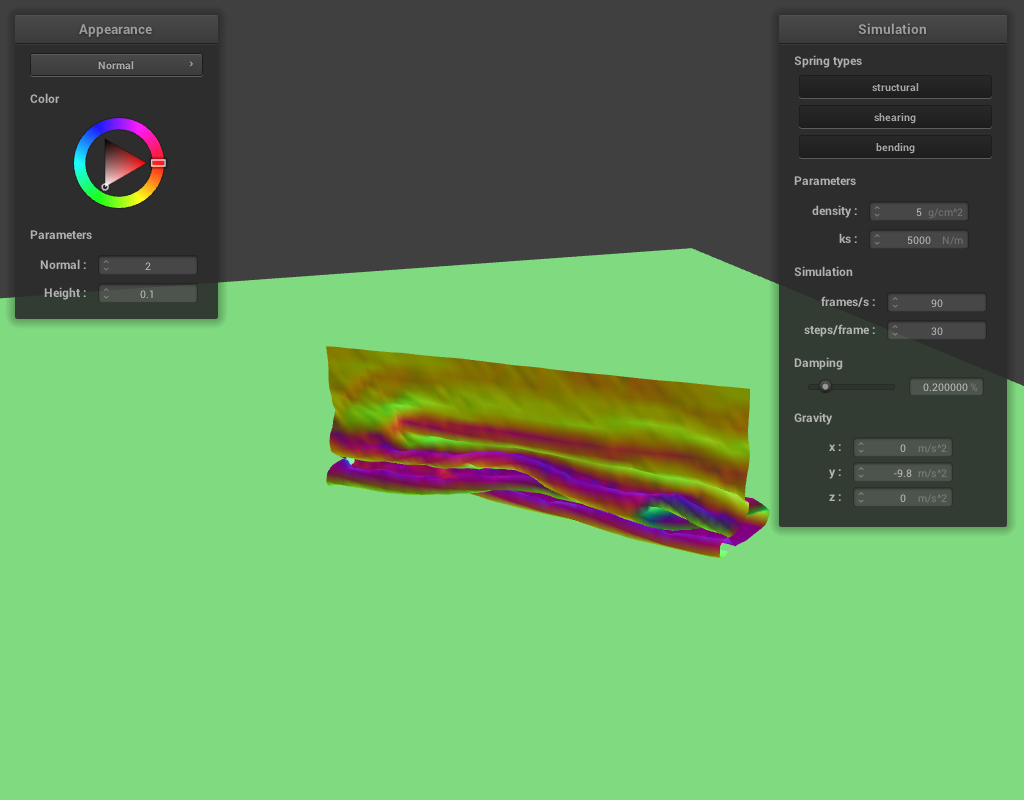 Appearance
Normal
Color
Parameters
Normal : 2
Height : 0.1
Simulation
Spring types
structural
shearing
bending
Parameters
density : 5 g/cm^2
ks : 5000 N/m
Simulation
frames/s : 90
steps/frame : 30
Damping
0.200000 %
Gravity
x : 0 m/s^2
y : -9.8 m/s^2
z : 0 m/s^2